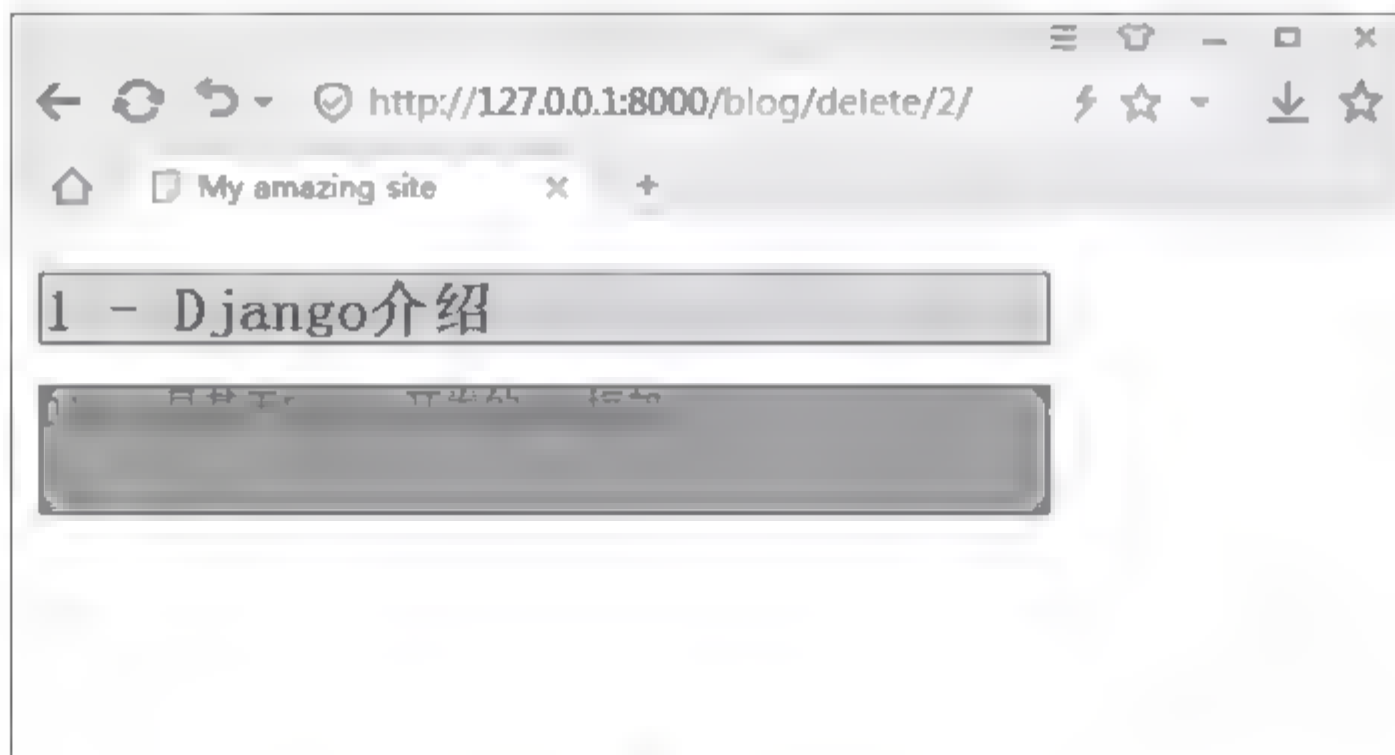 http://127.0.0.1:8000/blog/delete/2/
My amazing site
1 - Django介绍